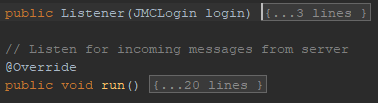 public Listener(JMCLogin login) {...3 lines }
// Listen for incoming messages from server
@Override
public void run() {...20 lines }